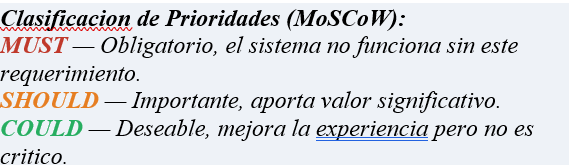 Clasificacion de Prioridades (MoSCoW):
MUST — Obligatorio, el sistema no funciona sin este
requerimiento.
SHOULD — Importante, aporta valor significativo.
COULD — Deseable, mejora la experiencia pero no es
critico.